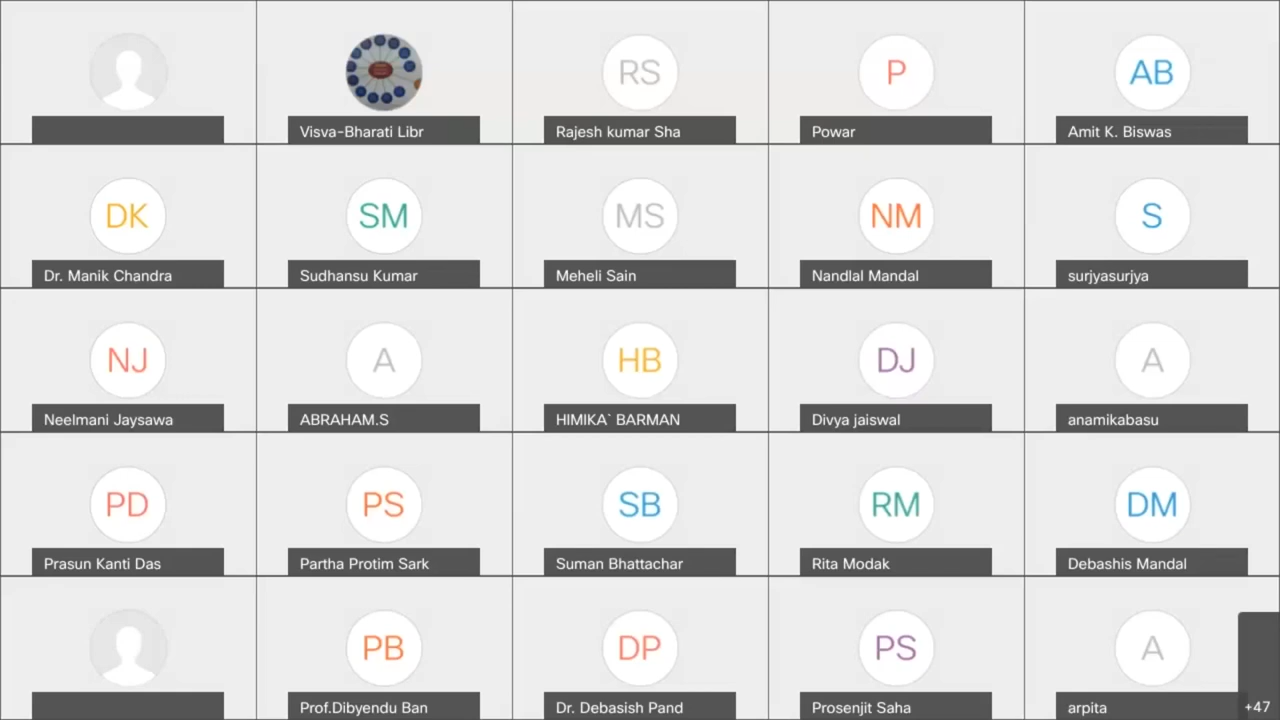 Visva-Bharati Libr
RS
Rajesh kumar Sha
P
Powar
AB
Amit K. Biswas
DK
Dr. Manik Chandra
SM
Sudhansu Kumar
MS
Meheli Sain
NM
Nandlal Mandal
S
surjyasurjya
NJ
Neelmani Jaysawa
A
ABRAHAM.S
HB
HIMIKA` BARMAN
DJ
Divya jaiswal
A
anamikabasu
PD
Prasun Kanti Das
PS
Partha Protim Sark
SB
Suman Bhattachar
RM
Rita Modak
DM
Debashis Mandal
PB
Prof.Dibyendu Ban
DP
Dr. Debasish Pand
PS
Prosenjit Saha
A
arpita
+47